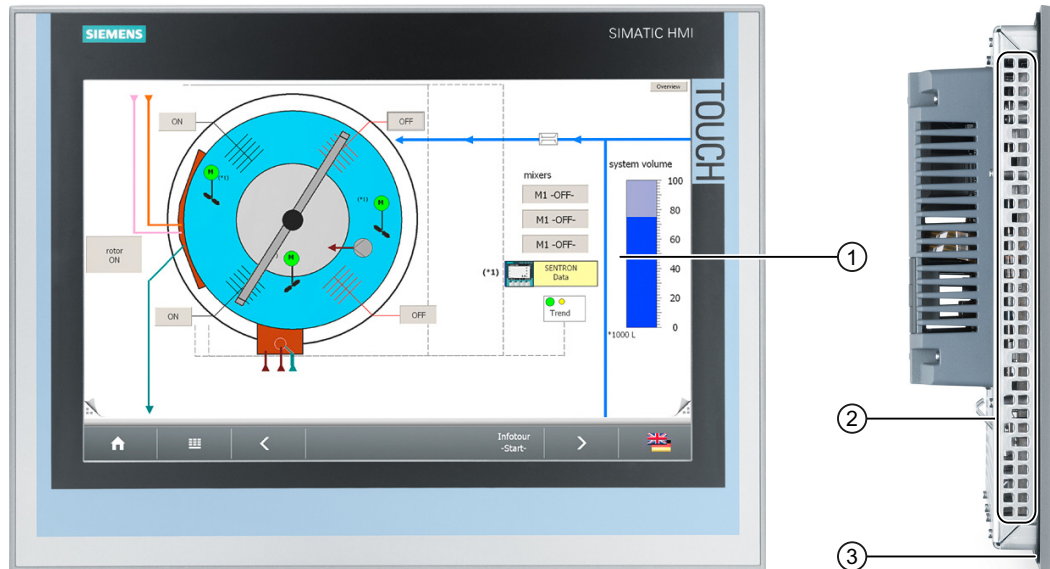 SIEMENS
SIMATIC HMI
TOUCH
Overview
ON
OFF
M
(*1)
(*1)
M
M
rotor
ON
ON
OFF
mixers
M1 -OFF-
M1 -OFF-
M1 -OFF-
(*1)
SENTRON
Data
Trend
system volume
100
80
60
40
20
0
*1000 L
Infotour
-Start-
1
2
3